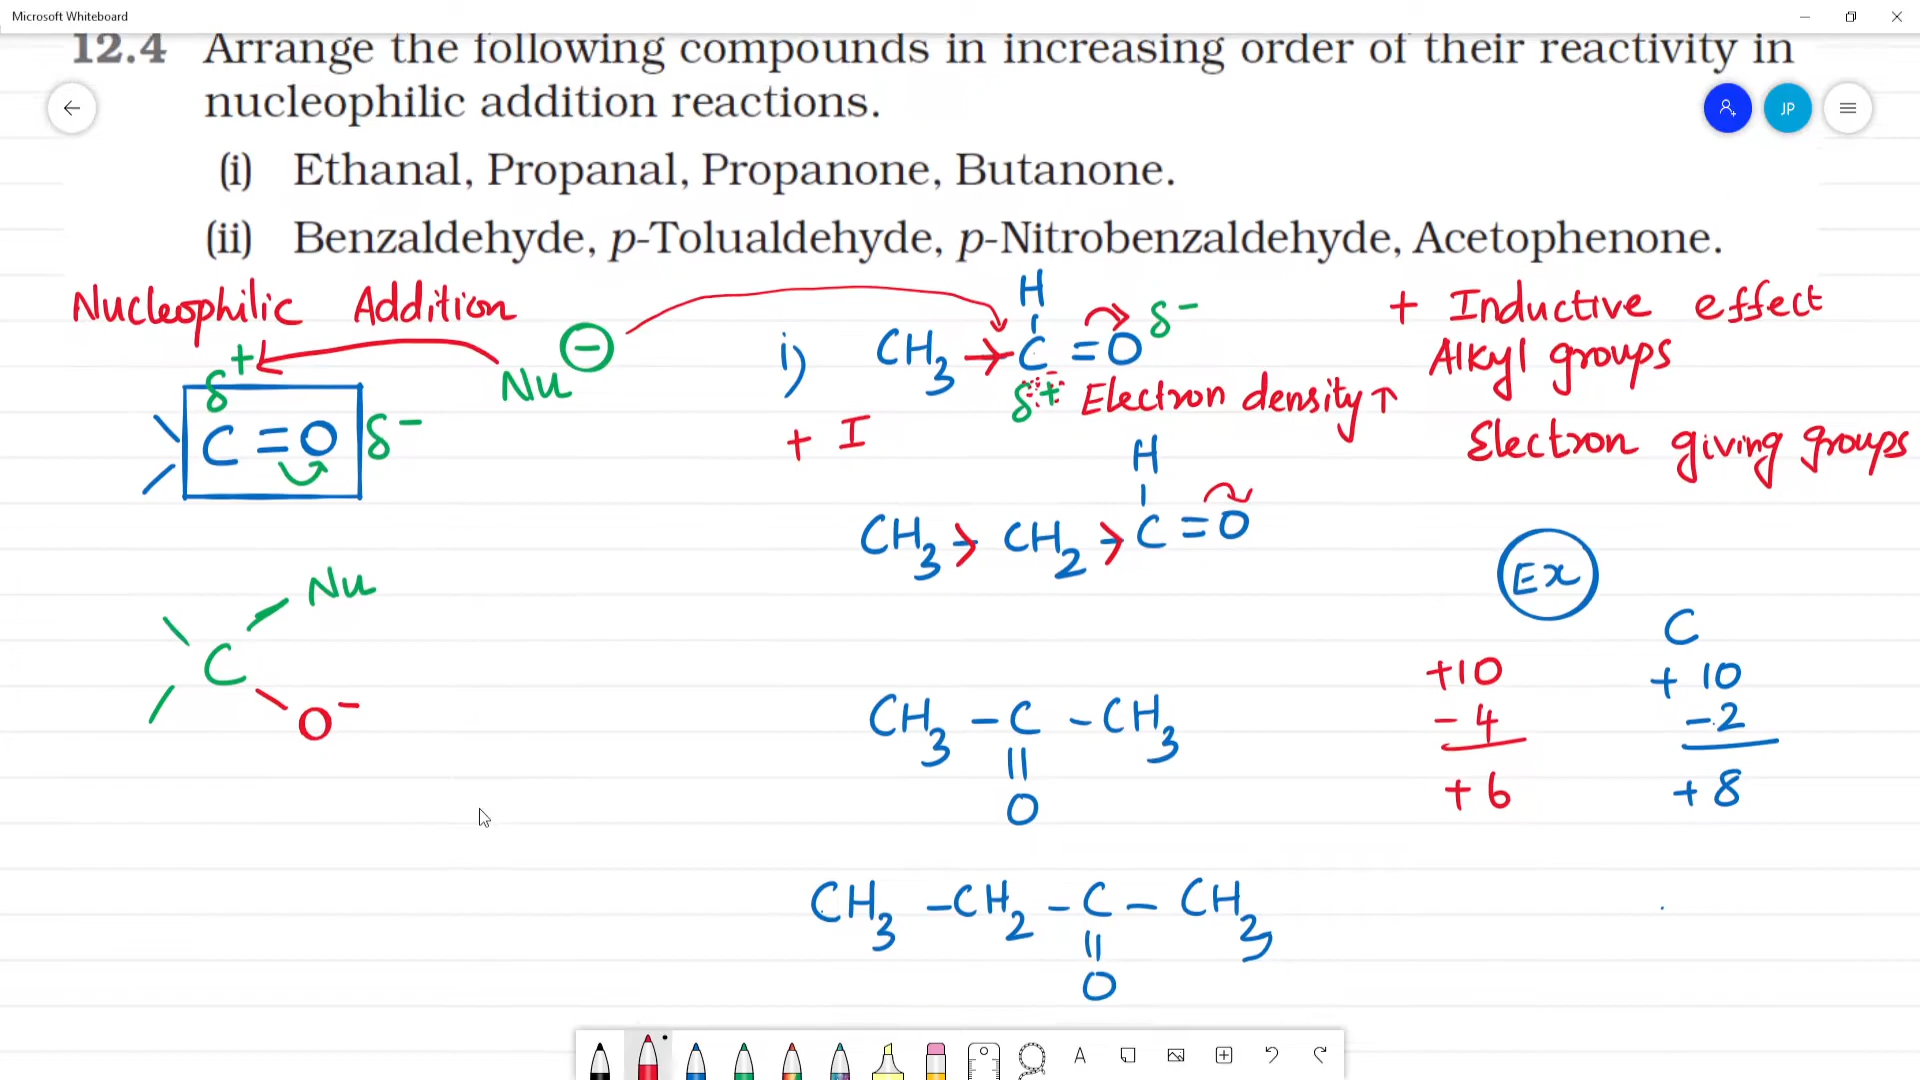 Microsoft Whiteboard
12.4 Arrange the following compounds in increasing order of their reactivity in
nucleophilic addition reactions.
JP
(i) Ethanal, Propanal, Propanone, Butanone.
(ii) Benzaldehyde, p-Tolualdehyde, p-Nitrobenzaldehyde, Acetophenone.
Nucleophilic Addition
δ+
Nu −
C = O δ−
Nu
C
O−
i)
H
CH3 → C = O δ−
δ+ Electron density ↑
+ I
H
CH3 → CH2 → C = O
CH3 − C − CH3
||
O
CH3 − CH2 − C − CH3
||
O
+ Inductive effect
Alkyl groups
Electron giving groups
Ex
C
+10 + 10
− 4 − 2
+ 6 + 8
A